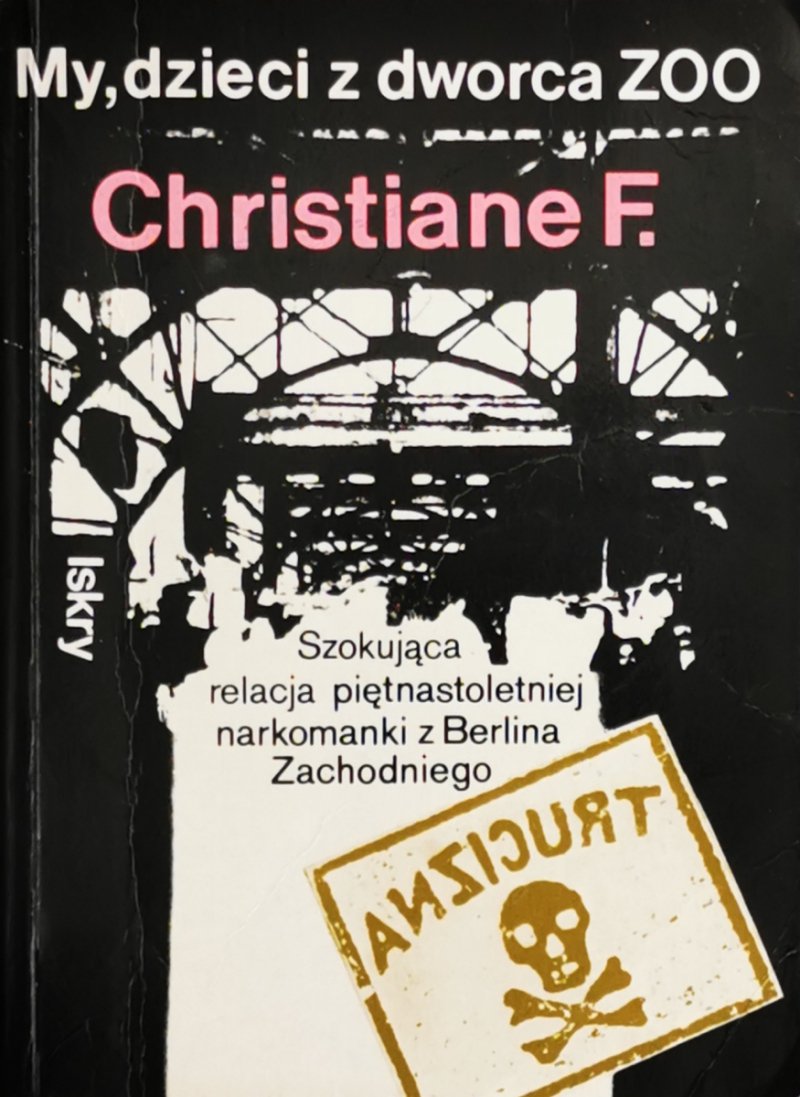 My, dzieci z dworca ZOO
Christiane F.
Iskry
Szokująca
relacja piętnastoletniej
narkomanki z Berlina
Zachodniego
TRUCIZNA